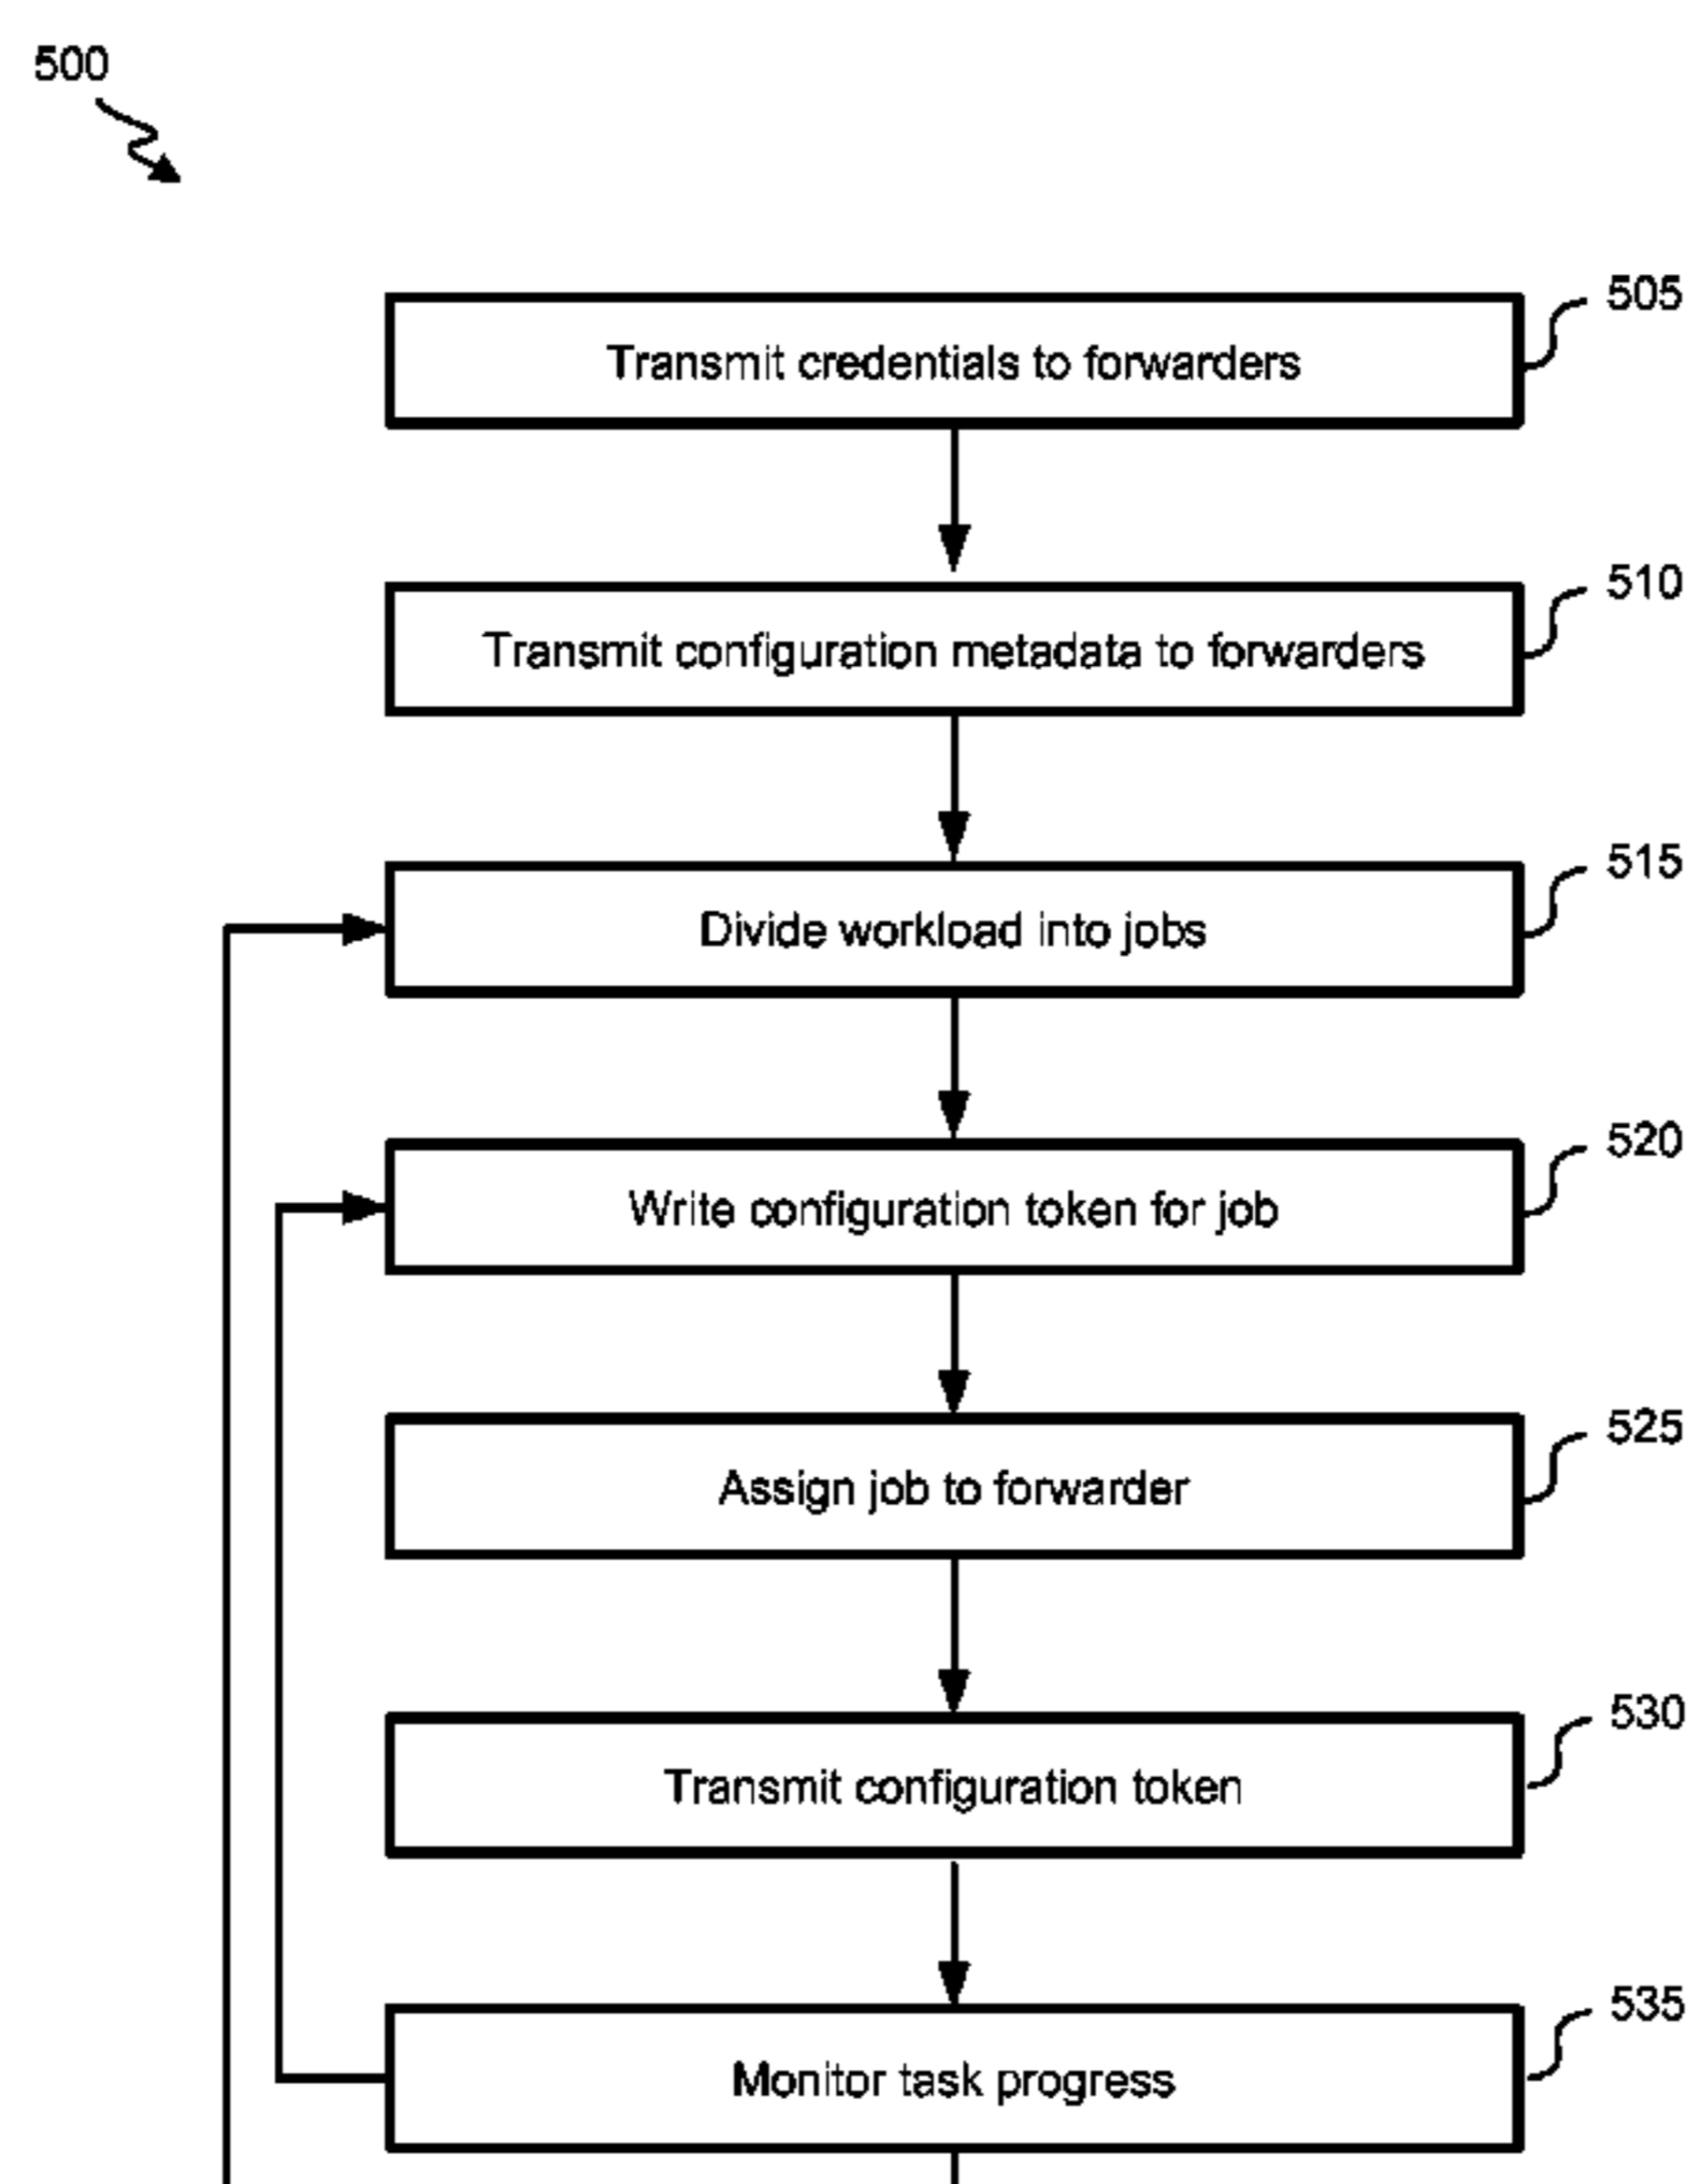 500
505
Transmit credentials to forwarders
510
Transmit configuration metadata to forwarders
515
Divide workload into jobs
520
Write configuration token for job
525
Assign job to forwarder
530
Transmit configuration token
535
Monitor task progress